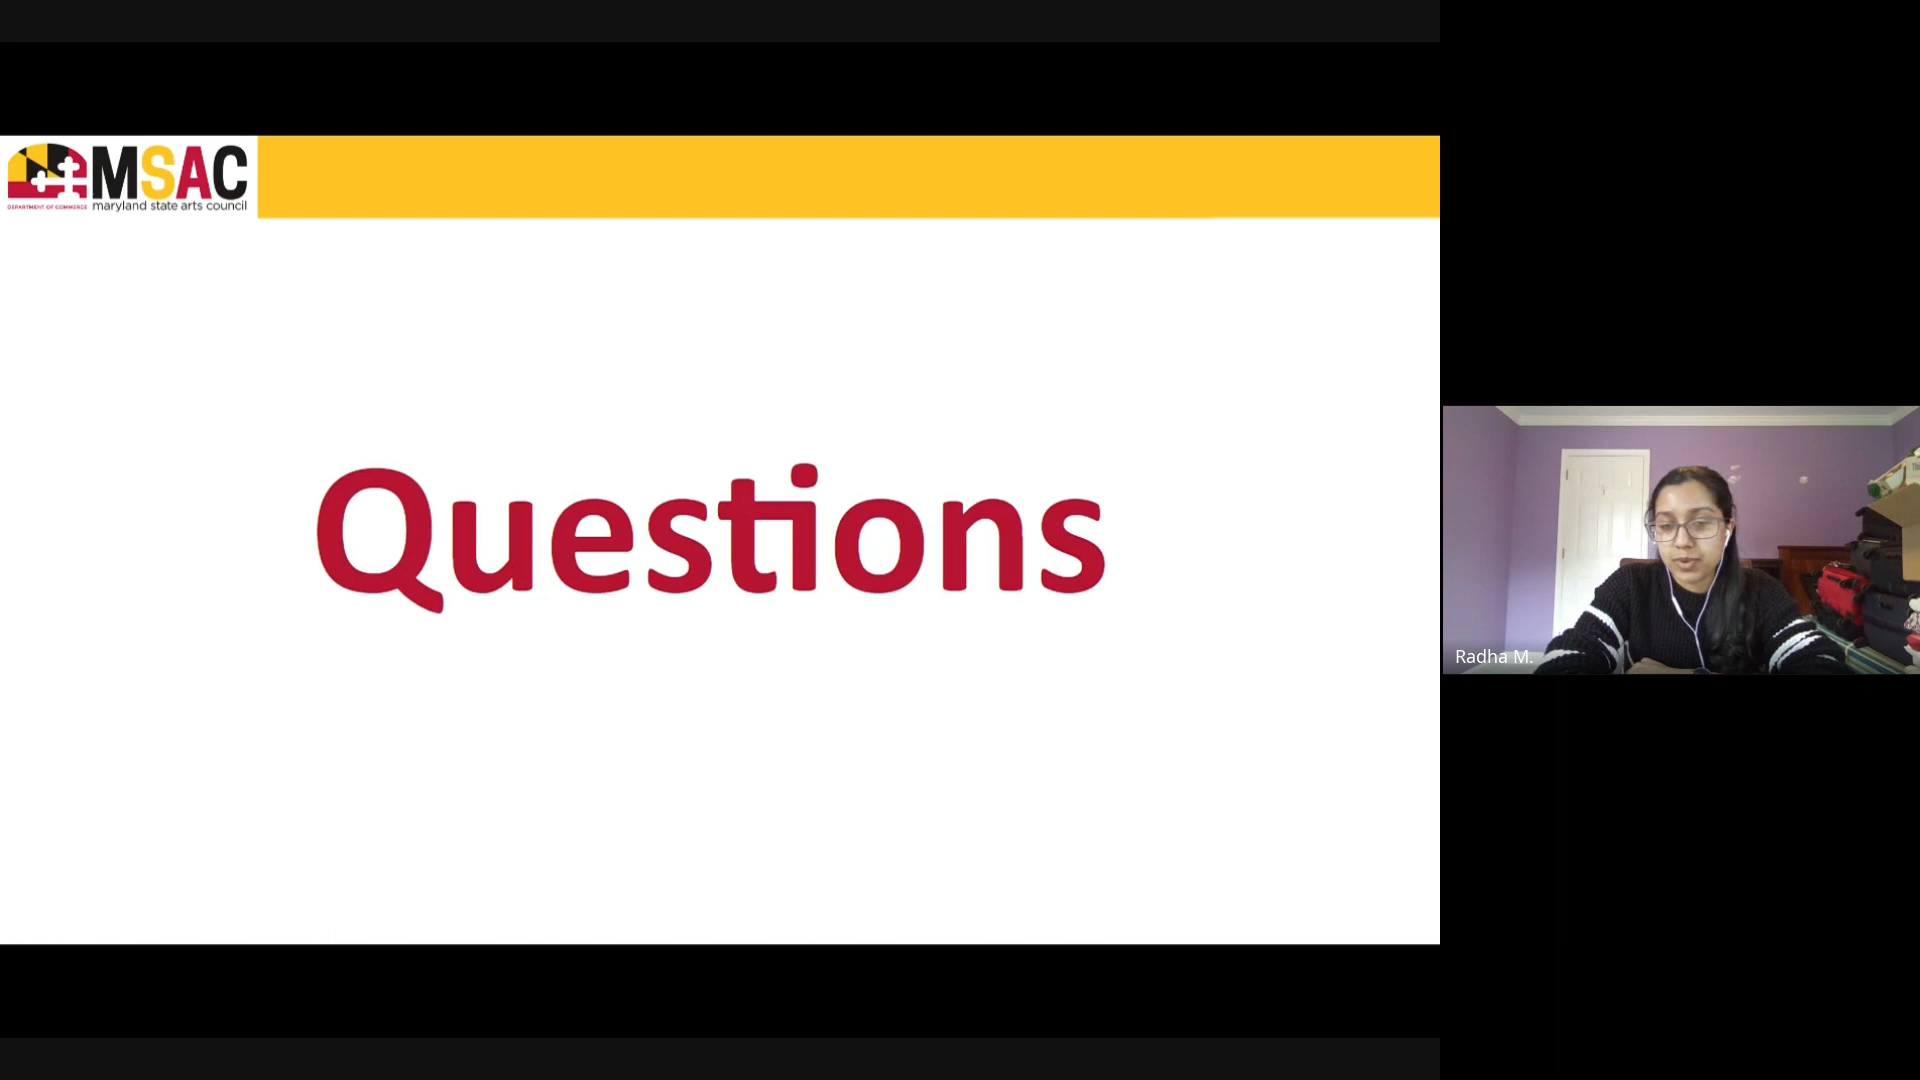 MSAC
DEPARTMENT OF COMMERCE
maryland state arts council
Questions
Radha M.